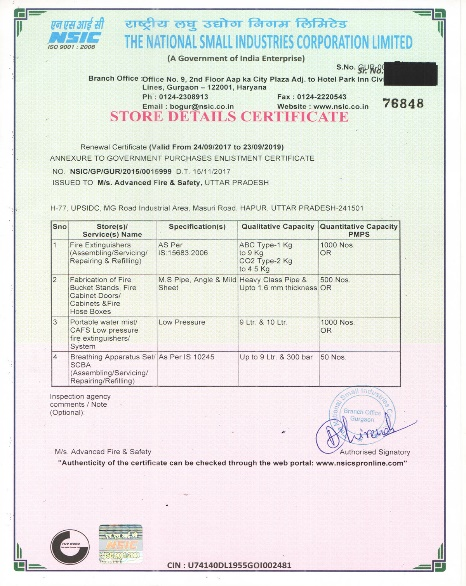 एन एस आई सी
NSIC
ISO 9001 : 2008
राष्ट्रीय लघु उद्योग निगम लिमिटेड
THE NATIONAL SMALL INDUSTRIES CORPORATION LIMITED
(A Government of India Enterprise)
S.No. GUR-
Sr. No.
Branch Office :Office No. 9, 2nd Floor Aap ka City Plaza Adj. to Hotel Park Inn Civi
Lines, Gurgaon – 122001, Haryana
Ph : 0124-2308913 Fax : 0124-2220543
Email : bogur@nsic.co.in Website : www.nsic.co.in
76848
STORE DETAILS CERTIFICATE
Renewal Certificate (Valid From 24/09/2017 to 23/09/2019)
ANNEXURE TO GOVERNMENT PURCHASES ENLISTMENT CERTIFICATE
NO. NSIC/GP/GUR/2015/0015999 D.T. 15/11/2017
ISSUED TO M/s. Advanced Fire & Safety, UTTAR PRADESH
H-77, UPSIDC, MG Road Industrial Area, Masuri Road, HAPUR, UTTAR PRADESH-241501
Sno Store(s)/ Specification(s) Qualitative Capacity Quantitative Capacity
Service(s) Name PMPS
1 Fire Extinguishers AS Per ABC Type-1 Kg 1000 Nos.
(Assembling/Servicing/ IS:15683:2006 to 9 Kg OR
Repairing & Refilling) CO2 Type-2 Kg
to 4.5 Kg
2 Fabrication of Fire M.S Pipe, Angle & Mild Heavy Class Pipe & 500 Nos.
Bucket Stands, Fire Sheet Upto 1.6 mm thickness OR
Cabinet Doors/
Cabinets &Fire
Hose Boxes
3 Portable water mist/ Low Pressure 9 Ltr. & 10 Ltr. 1000 Nos.
CAFS Low pressure OR
fire extinguishers/
System
4 Breathing Apparatus Set/ As Per IS 10245 Up to 9 Ltr. & 300 bar 50 Nos.
SCBA
(Assembling/Servicing/
Repairing/Refilling)
Inspection agency
comments / Note
(Optional)
Branch Office
Gurgaon
M/s. Advanced Fire & Safety Authorised Signatory
"Authenticity of the certificate can be checked through the web portal: www.nsicspronline.com"
NSIC
CIN : U74140DL1955GOI002481